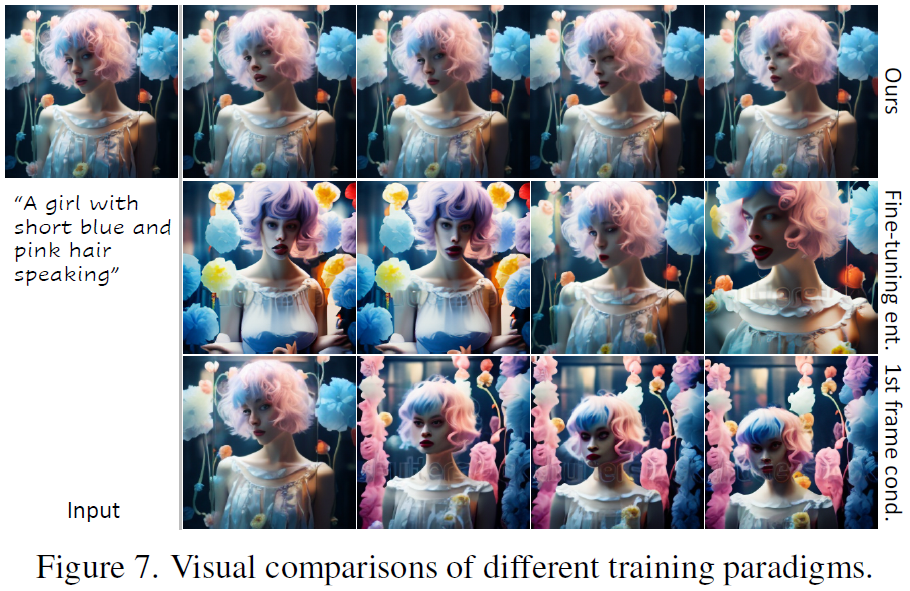 Ours
"A girl with
short blue and
pink hair
speaking"
Fine-tuning ent.
1st frame cond.
Input
Figure 7. Visual comparisons of different training paradigms.